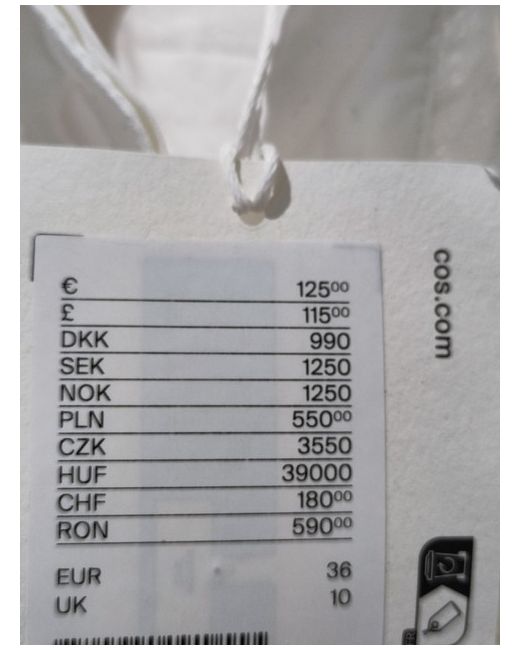 cos.com
€ 125⁰⁰
£ 115⁰⁰
DKK 990
SEK 1250
NOK 1250
PLN 550⁰⁰
CZK 3550
HUF 39000
CHF 180⁰⁰
RON 590⁰⁰
EUR 36
UK 10